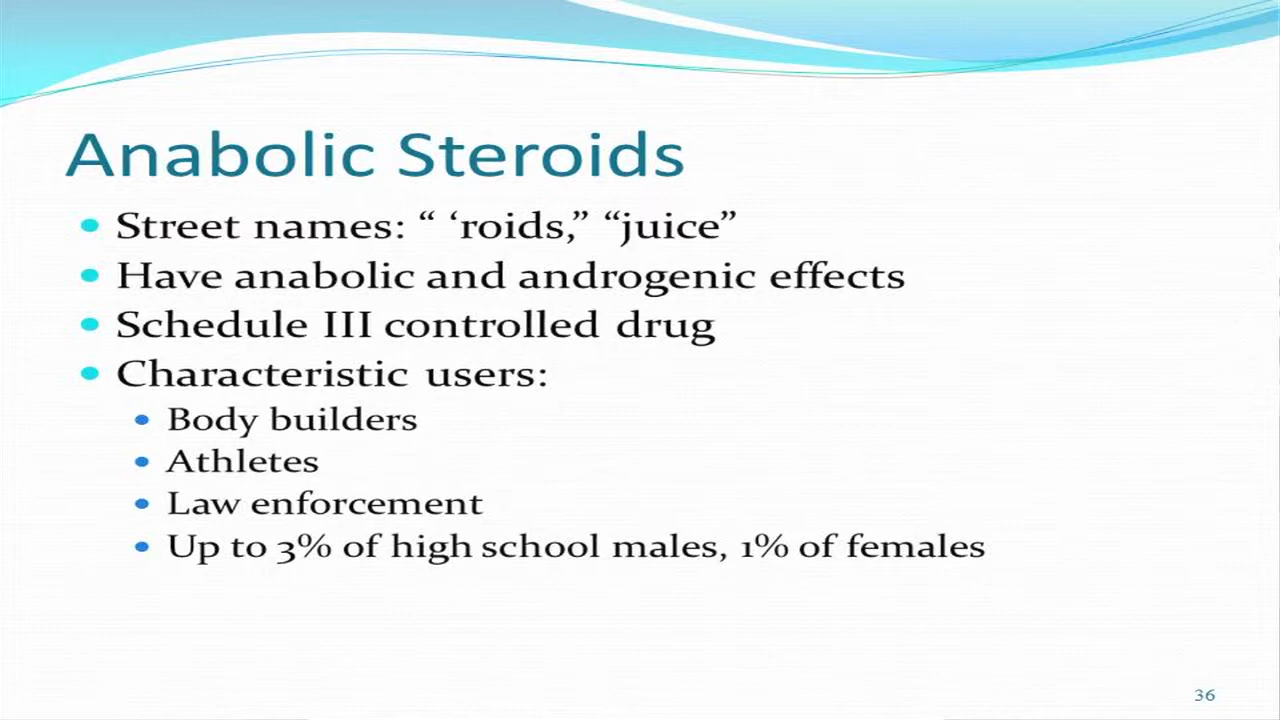 Anabolic Steroids
• Street names: “ ‘roids,” “juice”
• Have anabolic and androgenic effects
• Schedule III controlled drug
• Characteristic users:
• Body builders
• Athletes
• Law enforcement
• Up to 3% of high school males, 1% of females
36